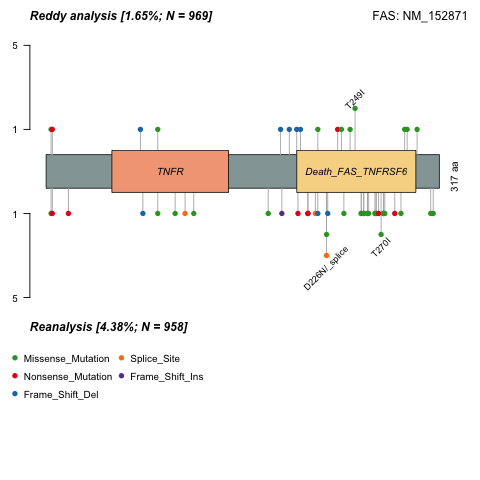 Reddy analysis [1.65%; N = 969]
FAS: NM_152871
5
T249I
1
TNFR
Death_FAS_TNFRSF6
317 aa
1
T270I
D226N/_splice
5
Reanalysis [4.38%; N = 958]
Missense_Mutation
Splice_Site
Nonsense_Mutation
Frame_Shift_Ins
Frame_Shift_Del